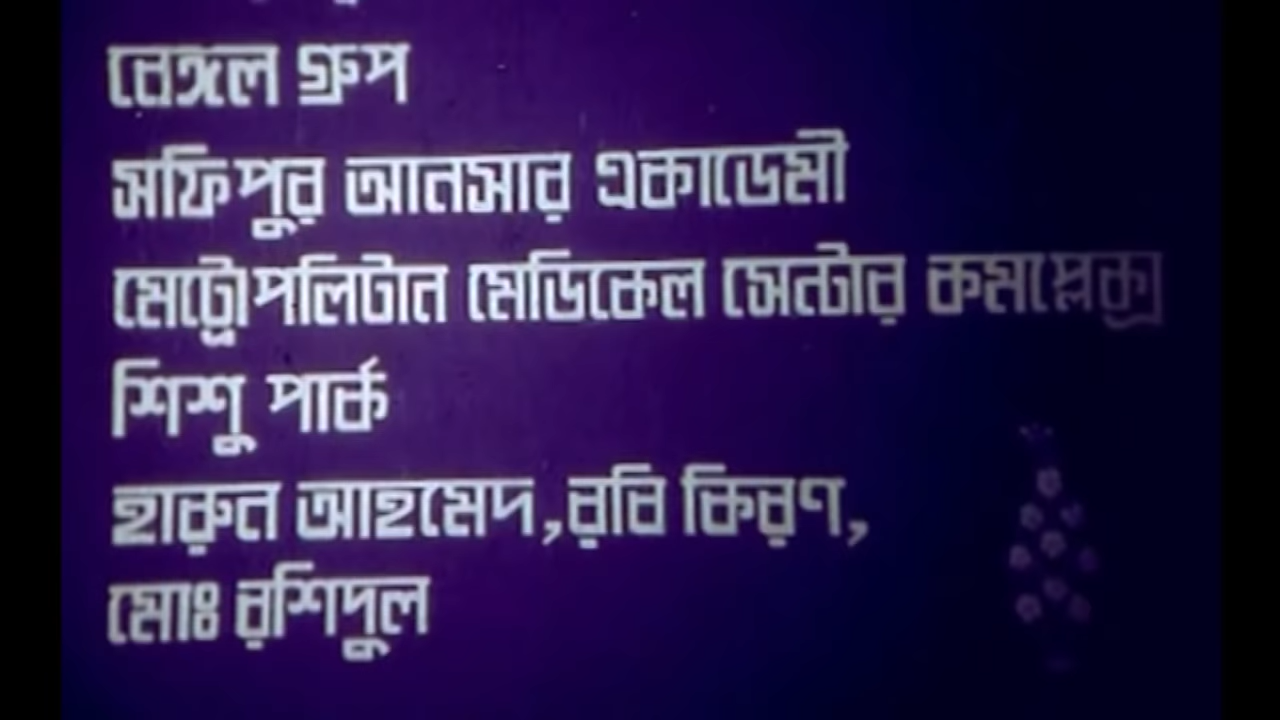 বেঙ্গল গ্রুপ
সফিপুর আনসার একাডেমী
মেট্রোপলিটান মেডিকেল সেন্টার কমপ্লেক্স
শিশু পার্ক
হারুন আহমেদ,রবি কিরণ,
মোঃ রশিদুল